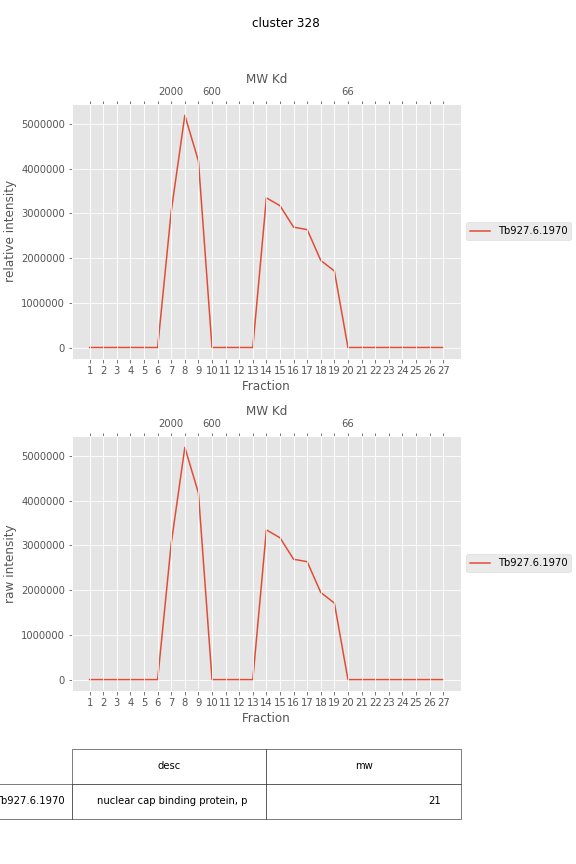 cluster 328
MW Kd
2000 600 66
5000000
4000000
3000000
2000000
1000000
0
relative intensity
Tb927.6.1970
1 2 3 4 5 6 7 8 9 10 11 12 13 14 15 16 17 18 19 20 21 22 23 24 25 26 27
Fraction
MW Kd
2000 600 66
5000000
4000000
3000000
2000000
1000000
0
raw intensity
Tb927.6.1970
1 2 3 4 5 6 7 8 9 10 11 12 13 14 15 16 17 18 19 20 21 22 23 24 25 26 27
Fraction
desc mw
b927.6.1970 nuclear cap binding protein, p 21